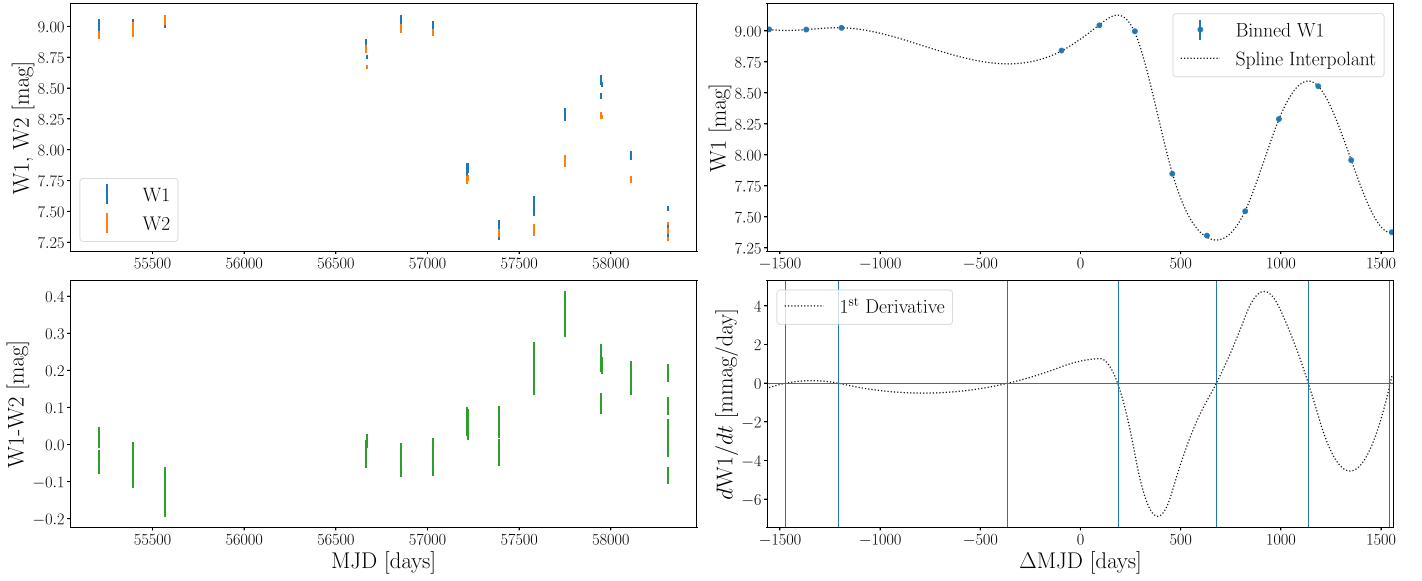 W1, W2 [mag]
9.00
8.75
8.50
8.25
8.00
7.75
7.50
7.25
W1
W2
55500 56000 56500 57000 57500 58000
W1 [mag]
9.00
8.75
8.50
8.25
8.00
7.75
7.50
7.25
Binned W1
Spline Interpolant
−1500 −1000 −500 0 500 1000 1500
W1-W2 [mag]
0.4
0.3
0.2
0.1
0.0
−0.1
−0.2
55500 56000 56500 57000 57500 58000
MJD [days]
dW1/dt [mmag/day]
4
2
0
−2
−4
−6
1st Derivative
−1500 −1000 −500 0 500 1000 1500
ΔMJD [days]